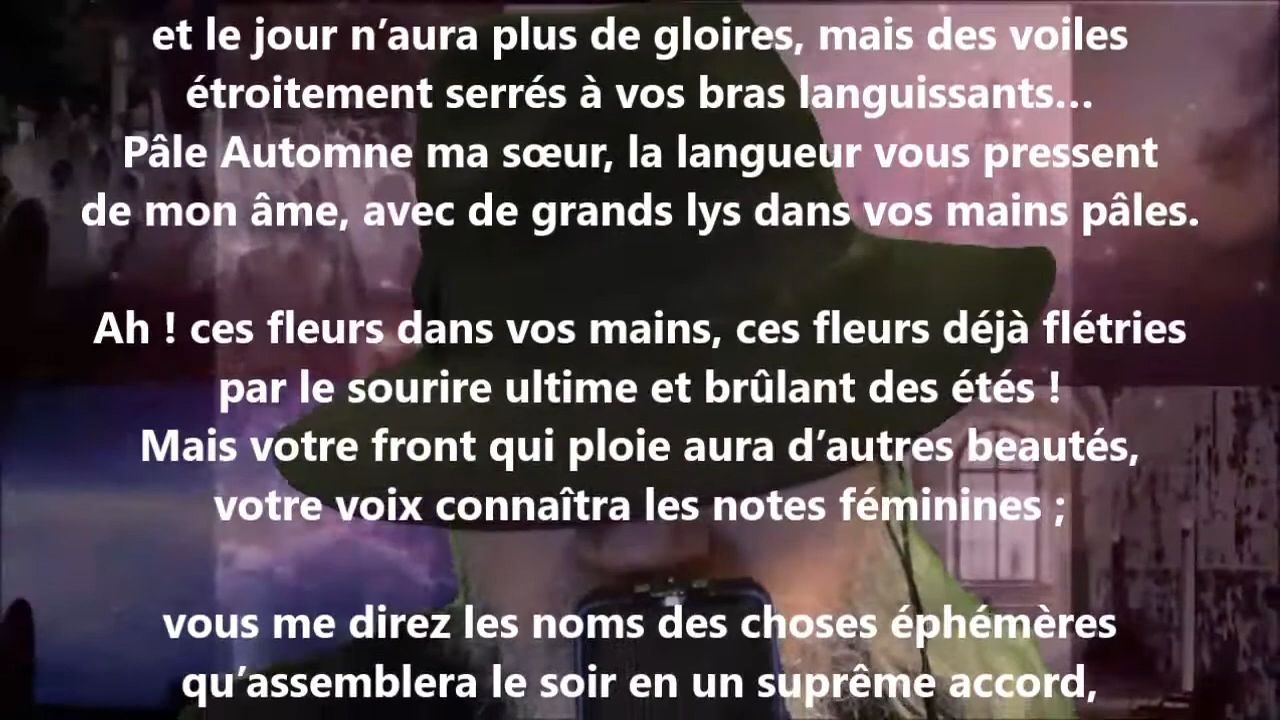 et le jour n’aura plus de gloires, mais des voiles
étroitement serrés à vos bras languissants…
Pâle Automne ma sœur, la langueur vous pressent
de mon âme, avec de grands lys dans vos mains pâles.
Ah ! ces fleurs dans vos mains, ces fleurs déjà flétries
par le sourire ultime et brûlant des étés !
Mais votre front qui ploie aura d’autres beautés,
votre voix connaîtra les notes féminines ;
vous me direz les noms des choses éphémères
qu’assemblera le soir en un suprême accord,